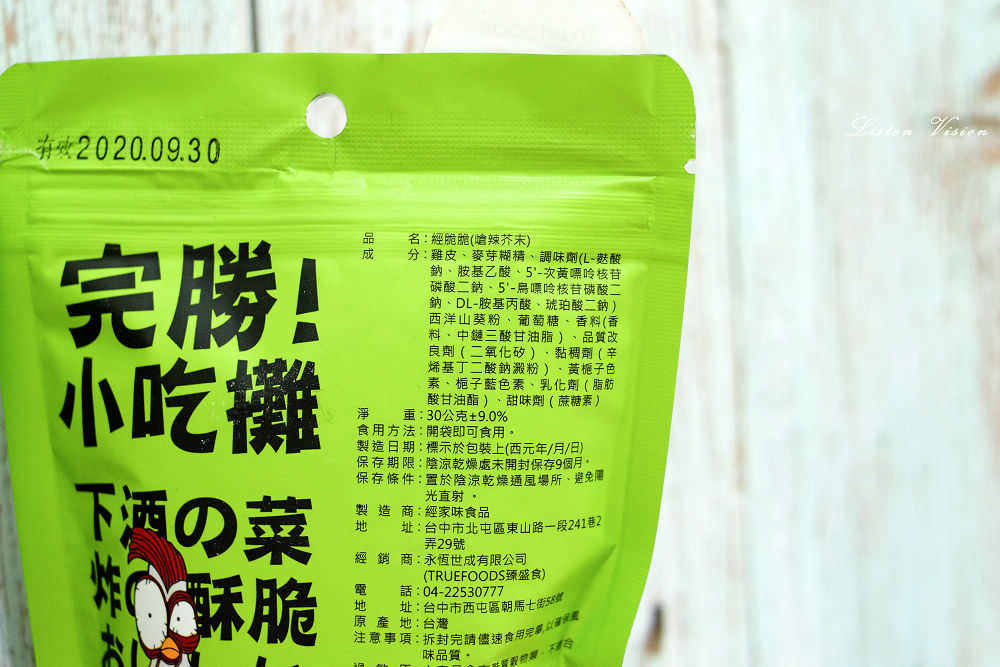 Truefoods
Liston Vision
有效2020.09.30
完勝!
小吃攤
下酒の菜
炸の酥脆
品 名:經脆脆(嗆辣芥末)
成 分:雞皮、麥芽糊精、調味劑(L-麩酸
鈉、胺基乙酸、5'-次黃嘌呤核苷
磷酸二鈉、5'-鳥嘌呤核苷磷酸二
鈉、DL-胺基丙酸、琥珀酸二鈉)
西洋山葵粉、葡萄糖、香料(香
料、中鏈三酸甘油脂)、品質改
良劑(二氧化矽)、黏稠劑(辛
烯基丁二酸鈉澱粉)、黃梔子色
素、梔子藍色素、乳化劑(脂肪
酸甘油酯)、甜味劑(蔗糖素)
淨 重:30公克±9.0%
食用方法:開袋即可食用。
製造日期:標示於包裝上(西元年/月/日)
保存期限:陰涼乾燥處未開封保存9個月。
保存條件:置於陰涼乾燥通風場所、避免陽
光直射。
製 造 商:經家味食品
地 址:台中市北屯區東山路一段241巷2
弄29號
經 銷 商:永恆世成有限公司
(TRUEFOODS臻盛食)
電 話:04-22530777
地 址:台中市西屯區朝馬七街58號
原 產 地:台灣
注意事項:拆封完請儘速食用完畢,以確保風
味品質。